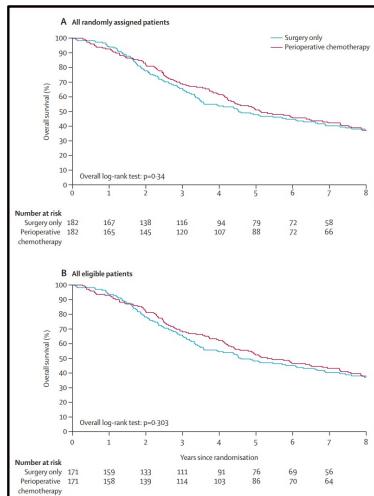 A All randomly assigned patients
Surgery only
Perioperative chemotherapy
Overall survival (%)
100
90
80
70
60
50
40
30
20
10
0
Overall log-rank test: p=0·34
0 1 2 3 4 5 6 7 8
Number at risk
Surgery only 182 167 138 116 94 79 72 58
Perioperative 182 165 145 120 106 88 72 66
chemotherapy
B All eligible patients
Overall survival (%)
100
90
80
70
60
50
40
30
20
10
0
Overall log-rank test: p=0·303
0 1 2 3 4 5 6 7 8
Years since randomisation
Number at risk
Surgery only 171 159 133 111 91 76 69 56
Perioperative 171 158 139 114 103 86 70 64
chemotherapy